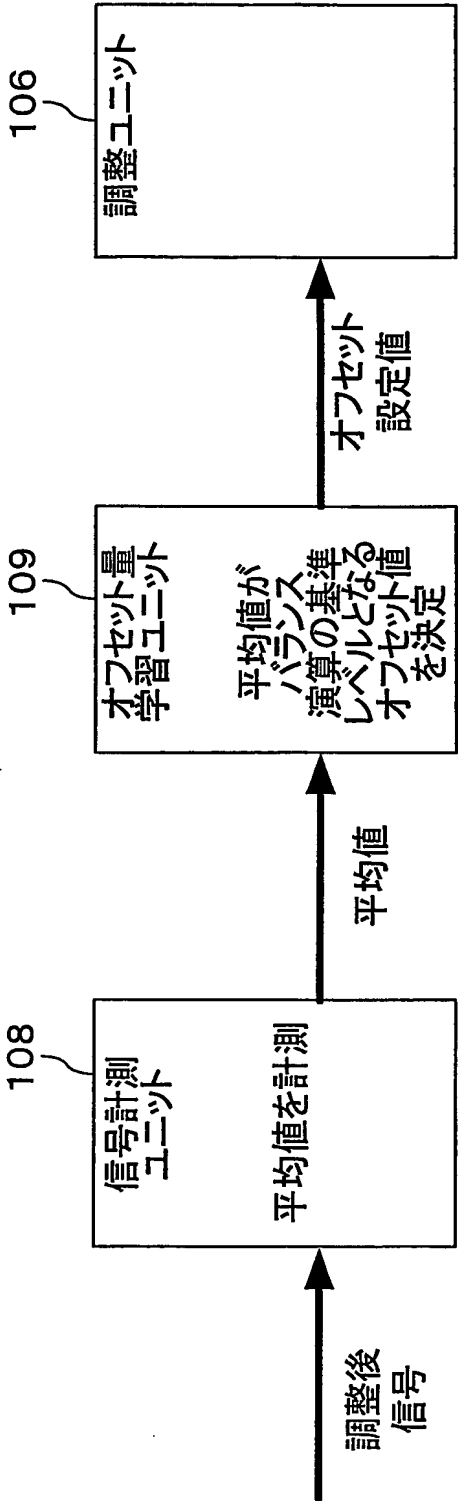 調整後
信号
108
信号計測
ユニット
平均値を計測
平均値
109
オフセット量
学習ユニット
平均値が
バランス
演算の基準
レベルとなる
オフセット値
を決定
オフセット
設定値
106
調整ユニット